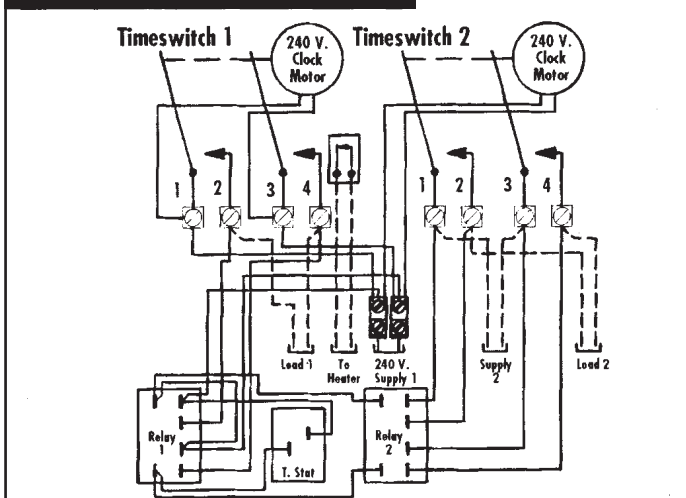 Timeswitch 1
240 V.
Clock
Motor
Timeswitch 2
240 V.
Clock
Motor
1
2
3
4
1
2
3
4
Load 1
To
Heater
240 V.
Supply 1
Supply
2
Load 2
Relay
1
T. Stat
Relay
2